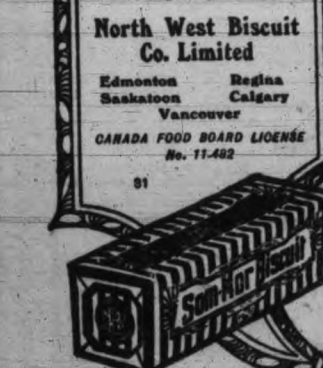 North West Biscuit
Co. Limited
Edmonton Regina
Saskatoon Calgary
Vancouver
CANADA FOOD BOARD LICENSE
No. 11-482
91
Som-Mor Biscuit